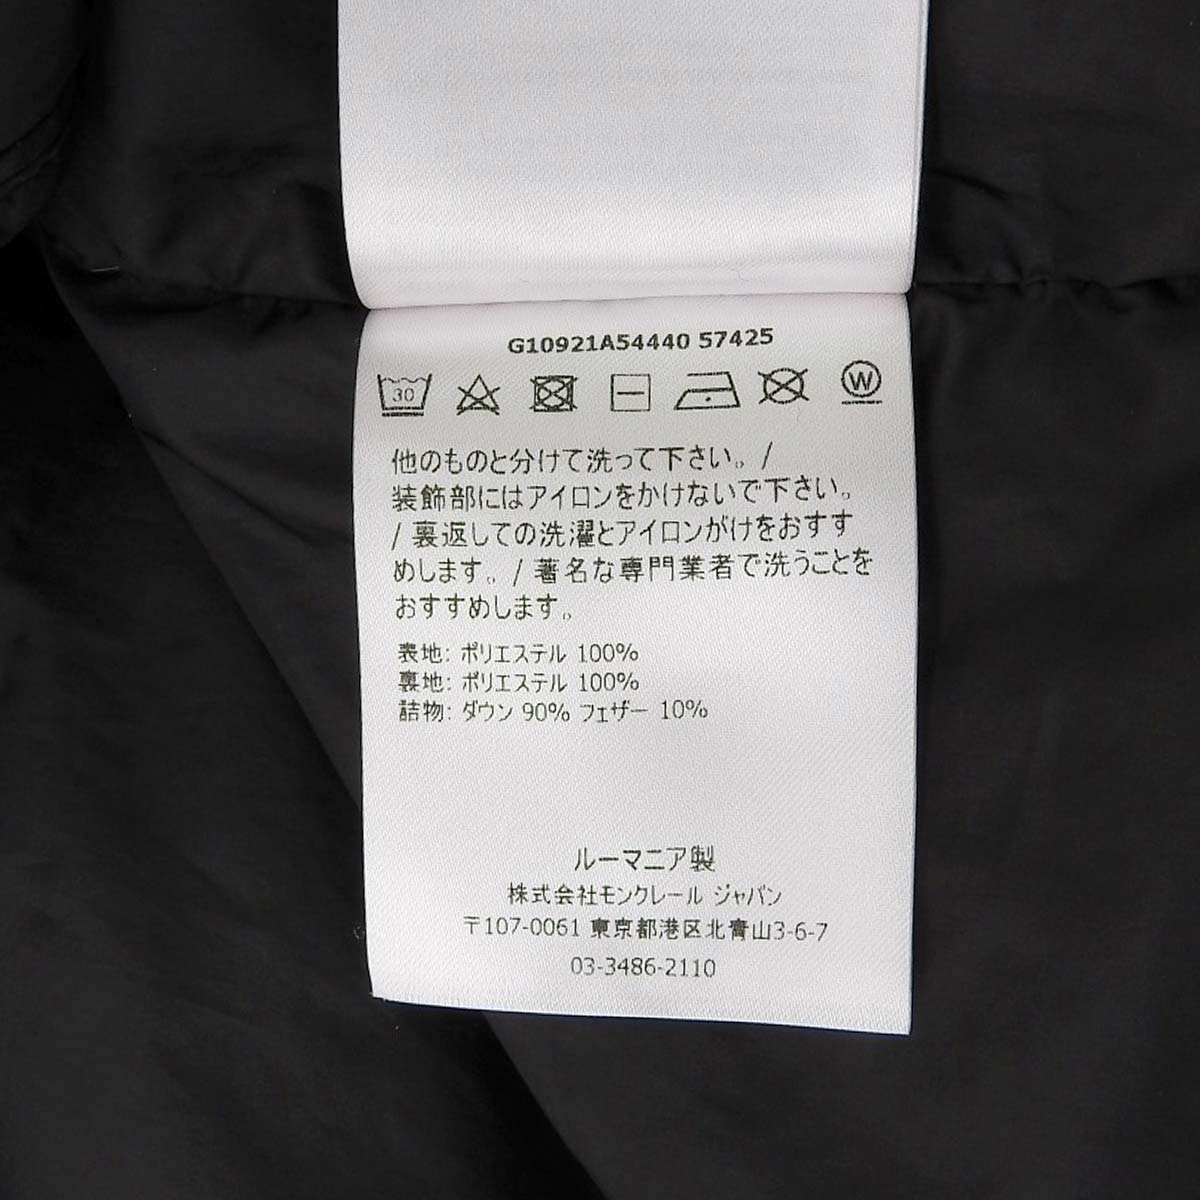 G10921A54440 57425
30
W
他のものと分けて洗って下さい。/
装飾部にはアイロンをかけないで下さい。
/ 裏返しての洗濯とアイロンがけをおすす
めします。/ 著名な専門業者で洗うことを
おすすめします。
表地: ポリエステル 100%
裏地: ポリエステル 100%
詰物: ダウン 90% フェザー 10%
ルーマニア製
株式会社モンクレール ジャパン
〒107-0061 東京都港区北青山3-6-7
03-3486-2110